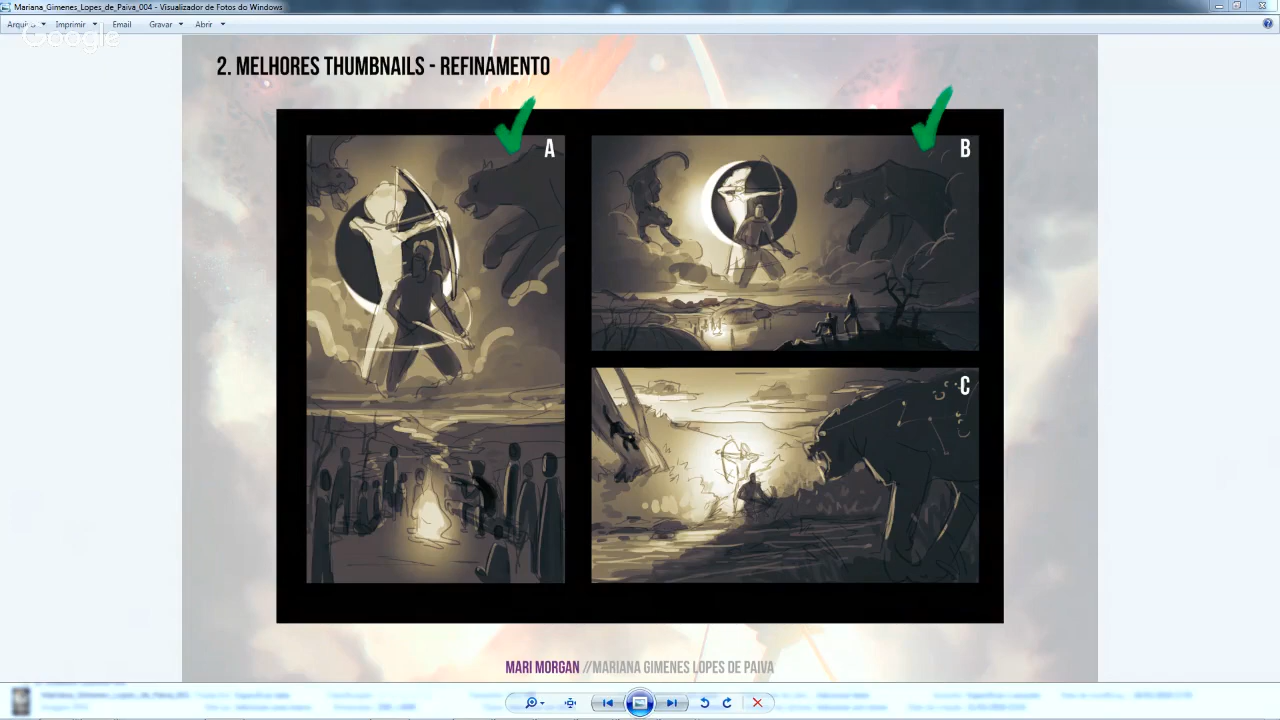 Mariana_Gimenes_Lopes_de_Paiva_004 - Visualizador de Fotos do Windows
Arquivo Imprimir Email Gravar Abrir
Google
2. MELHORES THUMBNAILS - REFINAMENTO
A
B
C
MARI MORGAN //MARIANA GIMENES LOPES DE PAIVA